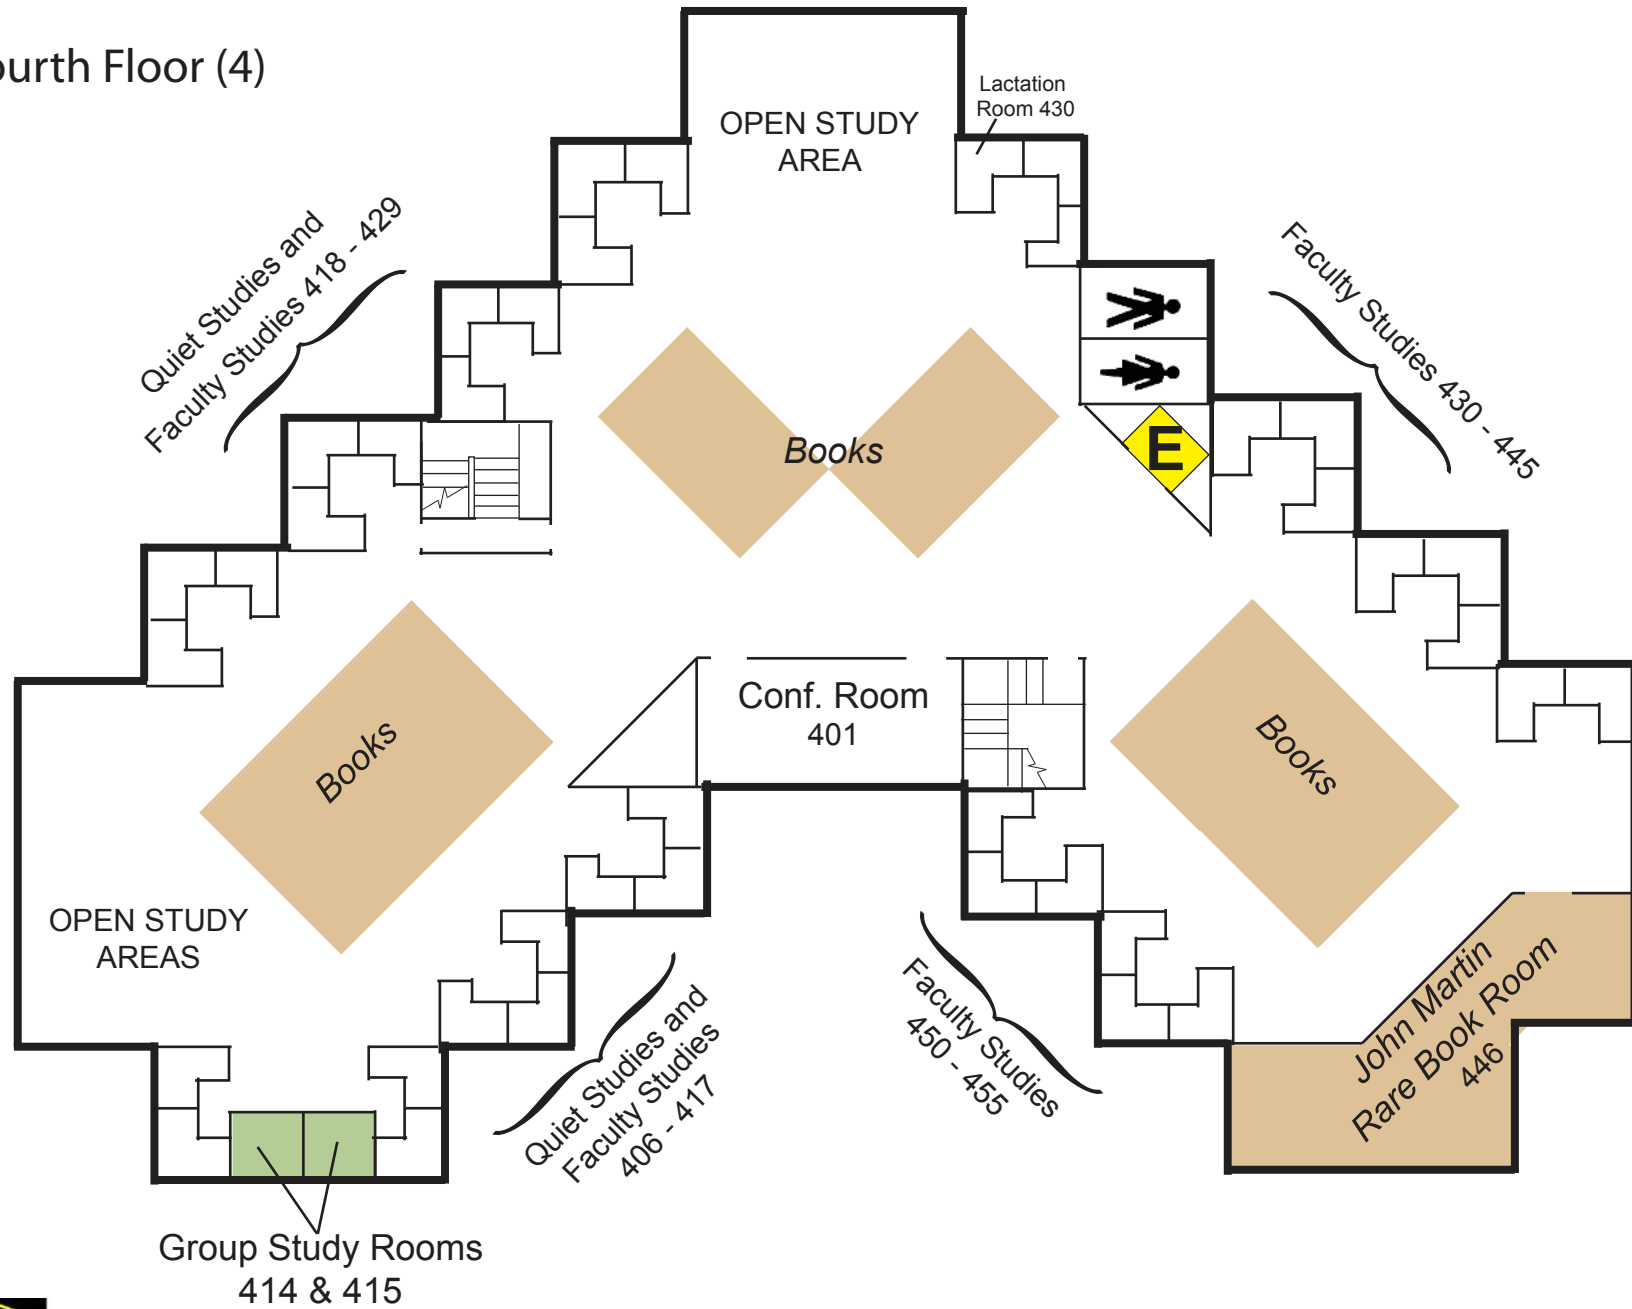 ourth Floor (4)
Lactation
Room 430
OPEN STUDY
AREA
Quiet Studies and
Faculty Studies 418 - 429
Faculty Studies 430 - 445
E
Books
Conf. Room
401
Books
Books
OPEN STUDY
AREAS
Quiet Studies and
Faculty Studies
406 - 417
Faculty Studies
450 - 455
John Martin
Rare Book Room
446
Group Study Rooms
414 & 415